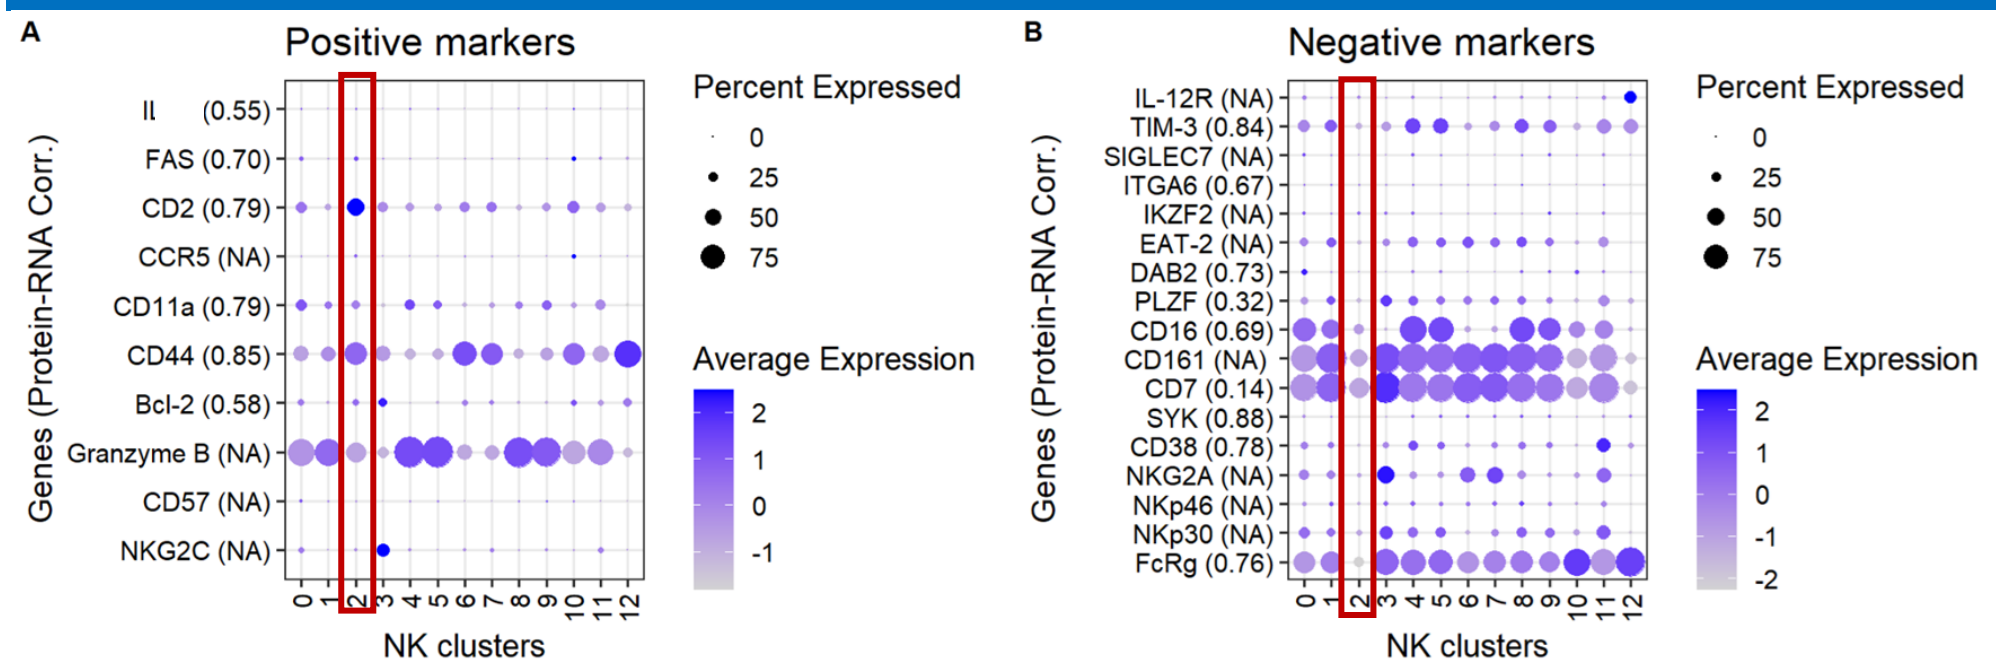 A
Positive markers
Genes (Protein-RNA Corr.)
Il (0.55)
FAS (0.70)
CD2 (0.79)
CCR5 (NA)
CD11a (0.79)
CD44 (0.85)
Bcl-2 (0.58)
Granzyme B (NA)
CD57 (NA)
NKG2C (NA)
0 1 2 3 4 5 6 7 8 9 10 11 12
NK clusters
Percent Expressed
0
25
50
75
Average Expression
2
1
0
-1
B
Negative markers
Genes (Protein-RNA Corr.)
IL-12R (NA)
TIM-3 (0.84)
SIGLEC7 (NA)
ITGA6 (0.67)
IKZF2 (NA)
EAT-2 (NA)
DAB2 (0.73)
PLZF (0.32)
CD16 (0.69)
CD161 (NA)
CD7 (0.14)
SYK (0.88)
CD38 (0.78)
NKG2A (NA)
NKp46 (NA)
NKp30 (NA)
FcRg (0.76)
0 1 2 3 4 5 6 7 8 9 10 11 12
NK clusters
Percent Expressed
0
25
50
75
Average Expression
2
1
0
-1
-2